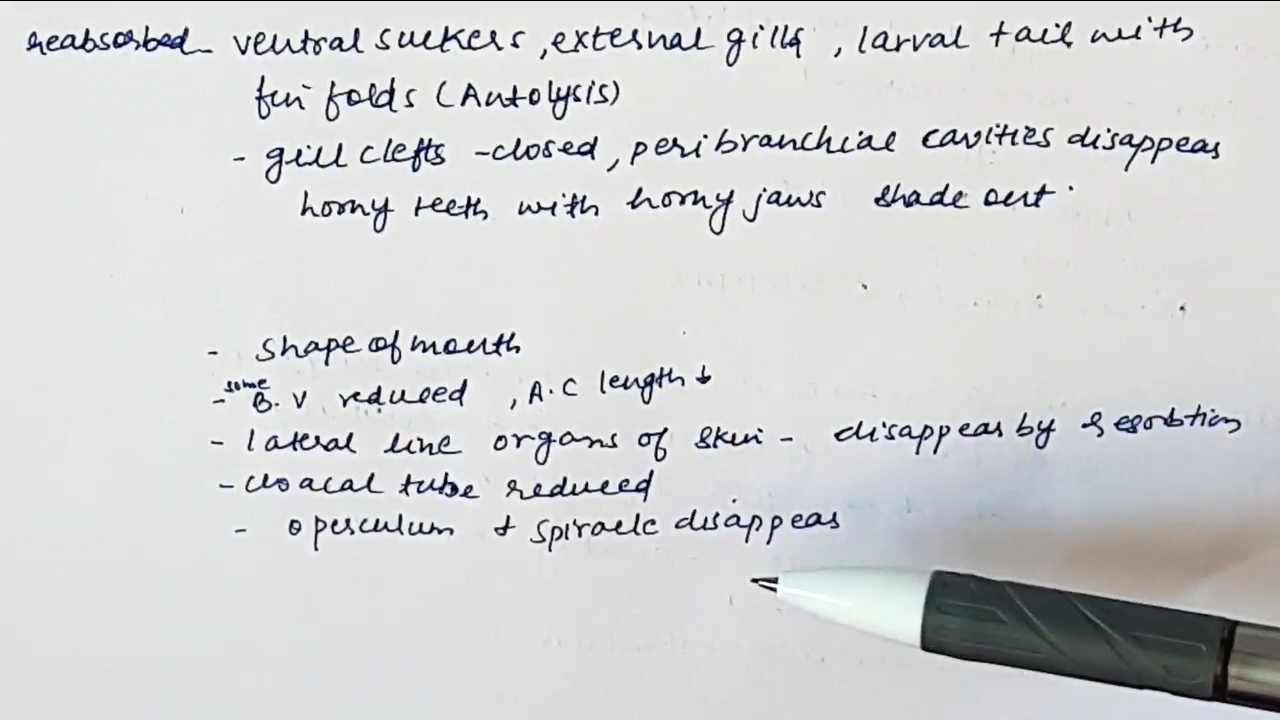 reabsorbed - ventral suckers, external gills, larval tail with
fin folds (Autolysis)
- gill clefts - closed, peribranchial cavities disappears
horny teeth with horny jaws shade out.
- shape of mouth
- some B.V reduced, A.C length ↓
- lateral line organs of skin - disappears by resorbtion
- cloacal tube reduced
- operculum & spiracle disappears